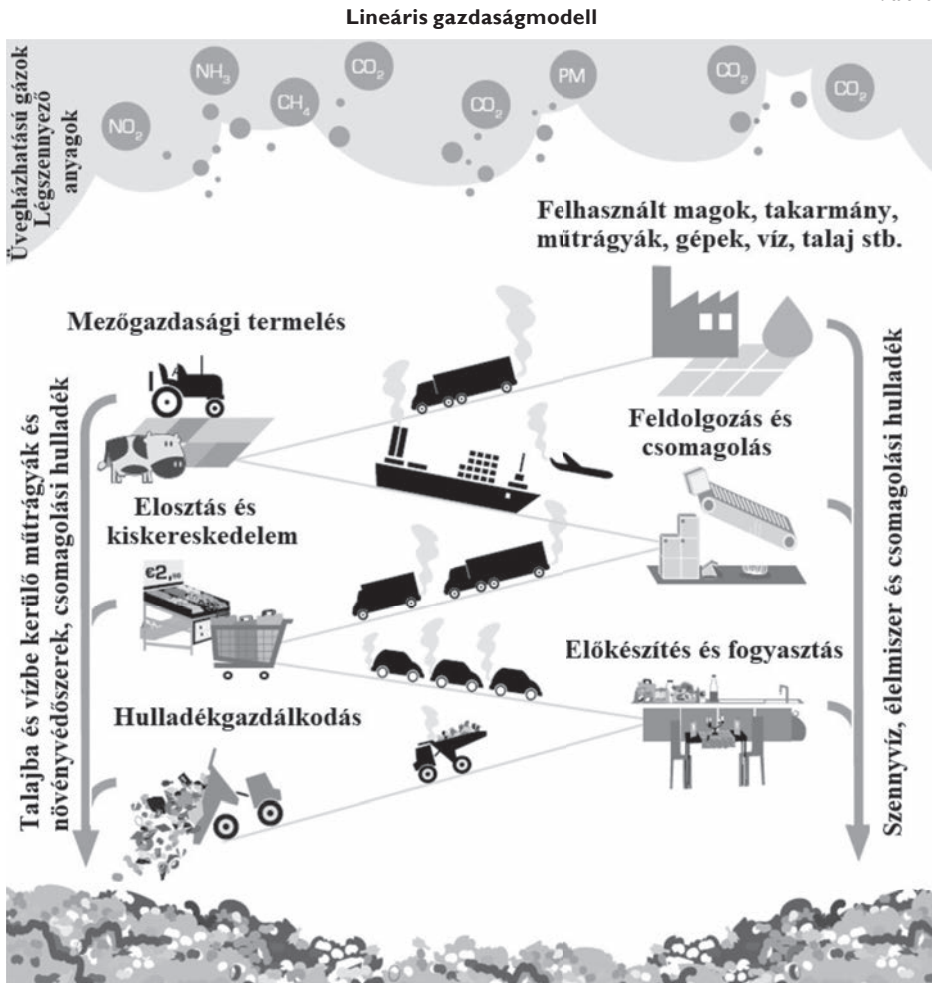 Lineáris gazdaságmodell
Üvegházhatású gázok
Légszennyező
anyagok
NO2
NH3
CH4
CO2
CO2
PM
CO2
CO2
Felhasznált magok, takarmány,
műtrágyák, gépek, víz, talaj stb.
Mezőgazdasági termelés
Feldolgozás és
csomagolás
Elosztás és
kiskereskedelem
€2,
Előkészítés és fogyasztás
Hulladékgazdálkodás
Talajba és vízbe kerülő műtrágyák és
növényvédőszerek, csomagolási hulladék
Szennyvíz, élelmiszer és csomagolási hulladék